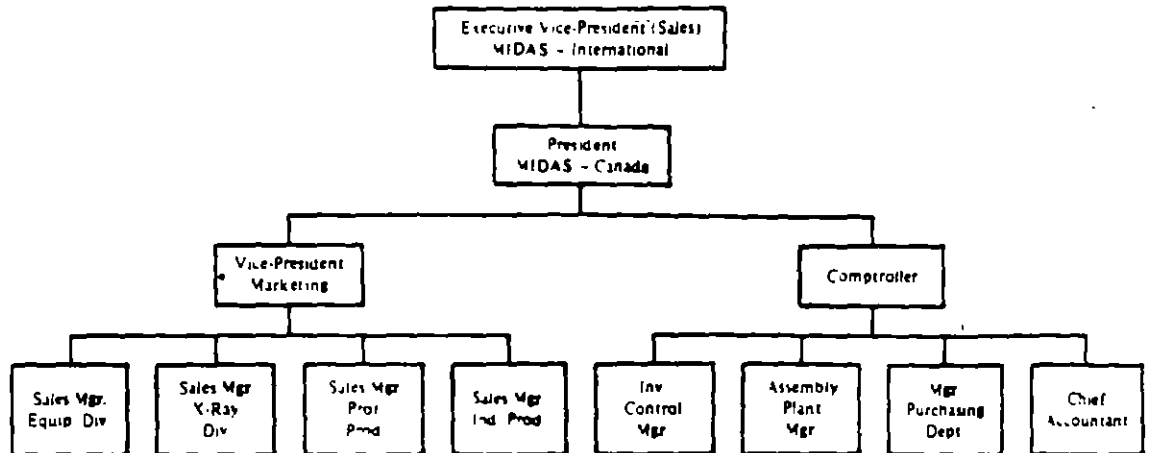 Executive Vice-President (Sales)
MIDAS - International
President
MIDAS - Canada
Vice-President
Marketing
Comptroller
Sales Mgr.
Equip Div
Sales Mgr
X-Ray
Div
Sales Mgr
Prof
Prod
Sales Mgr
Ind. Prod
Inv
Control
Mgr
Assembly
Plant
Mgr
Mgr
Purchasing
Dept
Chief
Accountant